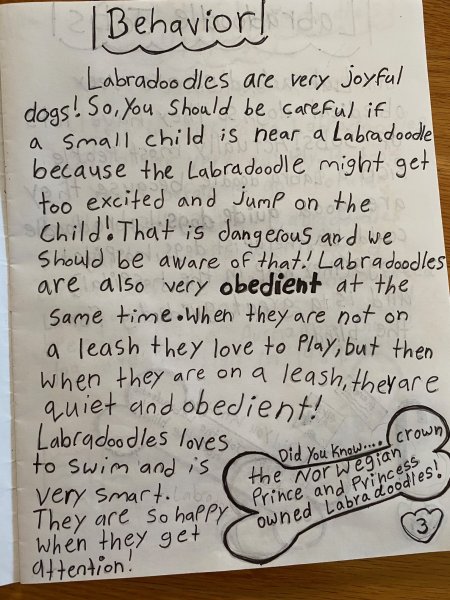 Behavior
Labradoodles are very joyful
dogs! So, you should be careful if
a small child is near a Labradoodle
because the Labradoodle might get
too excited and jump on the
child! That is dangerous and we
should be aware of that! Labradoodles
are also very obedient at the
same time. When they are not on
a leash they love to play, but then
when they are on a leash, they are
quiet and obedient!
Labradoodles loves
to swim and is
very smart.
They are so happy
when they get
attention!
Did You Know.... crown
the Norwegian
Prince and Princess
owned Labradoodles!
3